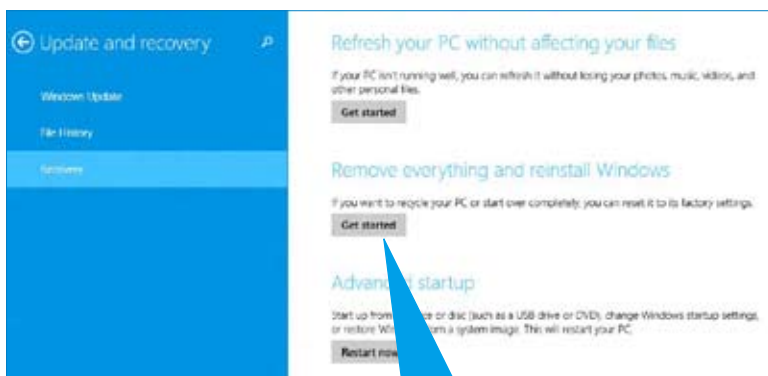 Update and recovery
Windows Update
File History
Recovery
Refresh your PC without affecting your files
If your PC isn't running well, you can refresh it without losing your photos, music, videos, and
other personal files.
Get started
Remove everything and reinstall Windows
If you want to recycle your PC or start over completely, you can reset it to its factory settings.
Get started
Advanced startup
Start up from ce or disc (such as a USB drive or DVD), change Windows startup settings,
or restore Wi om a system image. This will restart your PC.
Restart now